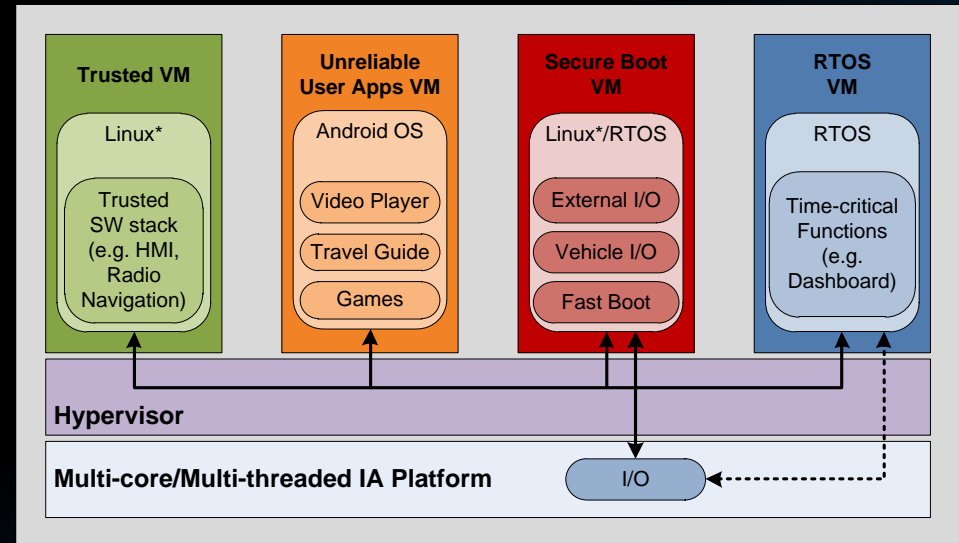 Trusted VM
Linux*
Trusted
SW stack
(e.g. HMI,
Radio
Navigation)
Unreliable
User Apps VM
Android OS
Video Player
Travel Guide
Games
Secure Boot
VM
Linux*/RTOS
External I/O
Vehicle I/O
Fast Boot
RTOS
VM
RTOS
Time-critical
Functions
(e.g.
Dashboard)
Hypervisor
Multi-core/Multi-threaded IA Platform
I/O